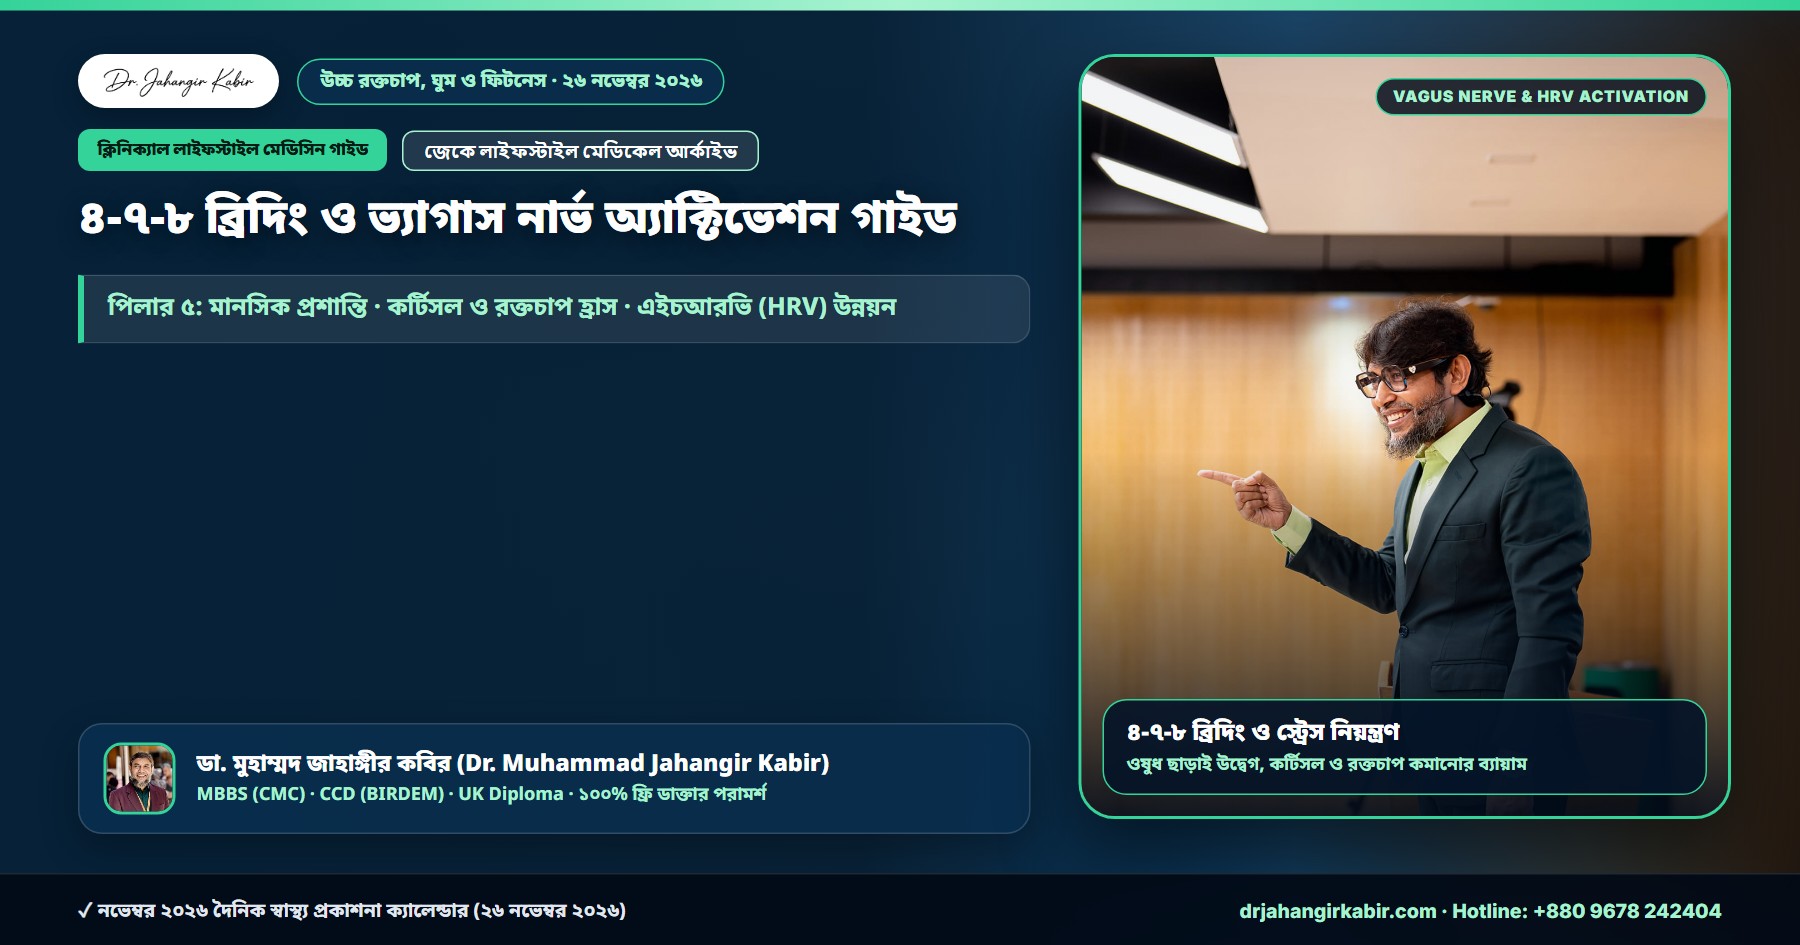 Dr. Jahangir Kabir
উচ্চ রক্তচাপ, ঘুম ও ফিটনেস · ২৬ নভেম্বর ২০২৬
ক্লিনিক্যাল লাইফস্টাইল মেডিসিন গাইড
জেকে লাইফস্টাইল মেডিকেল আর্কাইভ
৪-৭-৮ ব্রিদিং ও ভ্যাগাস নার্ভ অ্যাক্টিভেশন গাইড
পিলার ৫: মানসিক প্রশান্তি · কর্টিসল ও রক্তচাপ হ্রাস · এইচআরভি (HRV) উন্নয়ন
ডা. মুহাম্মদ জাহাঙ্গীর কবির (Dr. Muhammad Jahangir Kabir)
MBBS (CMC) · CCD (BIRDEM) · UK Diploma · ১০০% ফ্রি ডাক্তার পরামর্শ
VAGUS NERVE & HRV ACTIVATION
৪-৭-৮ ব্রিদিং ও স্ট্রেস নিয়ন্ত্রণ
ওষুধ ছাড়াই উদ্বেগ, কর্টিসল ও রক্তচাপ কমানোর ব্যায়াম
✓ নভেম্বর ২০২৬ দৈনিক স্বাস্থ্য প্রকাশনা ক্যালেন্ডার (২৬ নভেম্বর ২০২৬)
drjahangirkabir.com · Hotline: +880 9678 242404